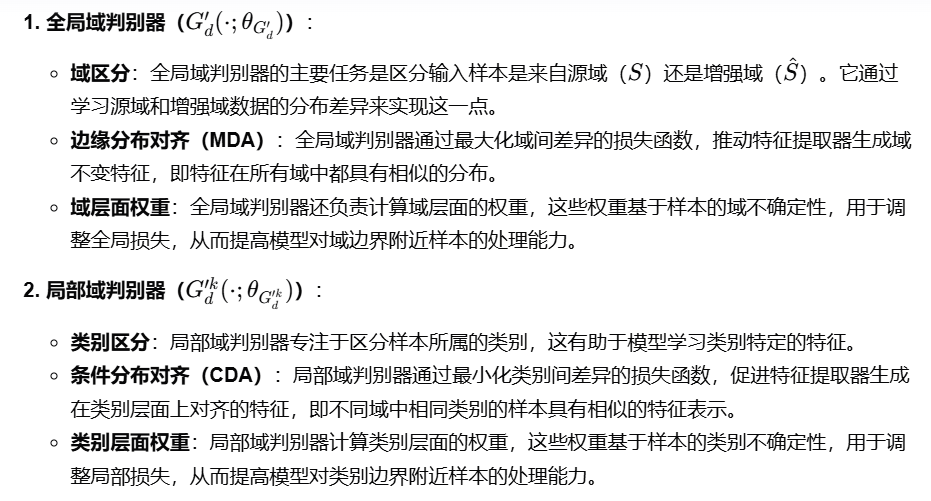 1. 全局域判别器（$G'_d(\cdot;\theta_{G'_d})$）：
域区分：全局域判别器的主要任务是区分输入样本是来自源域（$S$）还是增强域（$\hat{S}$）。它通过
学习源域和增强域数据的分布差异来实现这一点。
边缘分布对齐（MDA）：全局域判别器通过最大化域间差异的损失函数，推动特征提取器生成域
不变特征，即特征在所有域中都具有相似的分布。
域层面权重：全局域判别器还负责计算域层面的权重，这些权重基于样本的域不确定性，用于调
整全局损失，从而提高模型对域边界附近样本的处理能力。
2. 局部域判别器（$G'^k_d(\cdot;\theta_{G'^k_d})$）：
类别区分：局部域判别器专注于区分样本所属的类别，这有助于模型学习类别特定的特征。
条件分布对齐（CDA）：局部域判别器通过最小化类别间差异的损失函数，促进特征提取器生成
在类别层面上对齐的特征，即不同域中相同类别的样本具有相似的特征表示。
类别层面权重：局部域判别器计算类别层面的权重，这些权重基于样本的类别不确定性，用于调
整局部损失，从而提高模型对类别边界附近样本的处理能力。